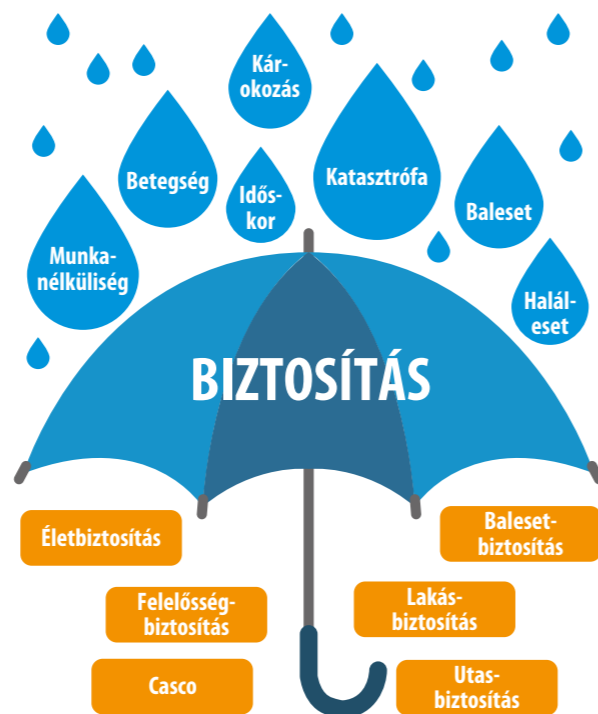 Kár-
okozás
Betegség
Katasztrófa
Idős-
kor
Baleset
Munka-
nélküliség
Halál-
eset
BIZTOSÍTÁS
Életbiztosítás
Baleset-
biztosítás
Felelősség-
biztosítás
Lakás-
biztosítás
Casco
Utas-
biztosítás